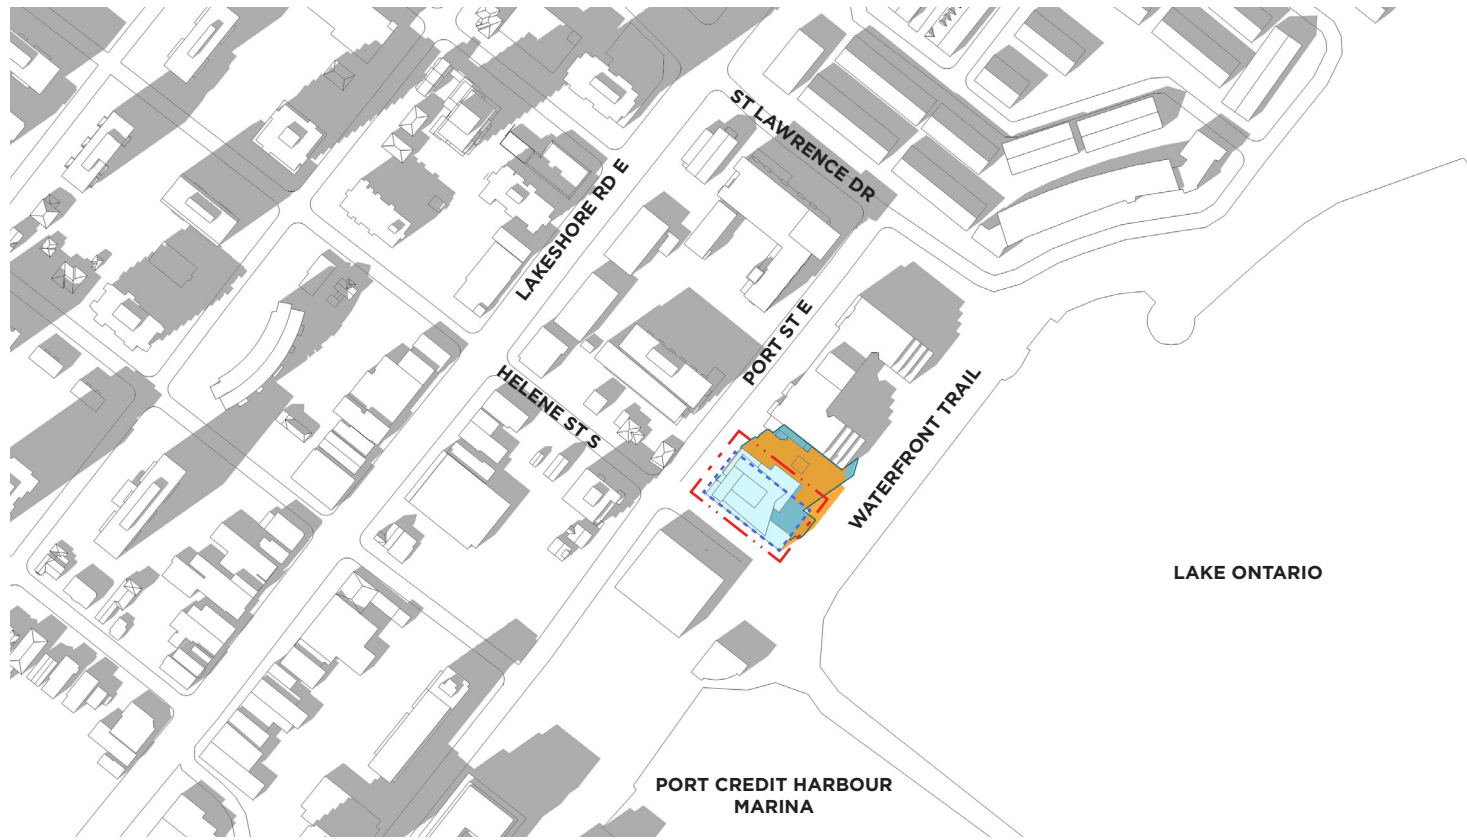 ST LAWRENCE DR
LAKESHORE RD E
PORT ST E
HELENE ST S
WATERFRONT TRAIL
LAKE ONTARIO
PORT CREDIT HARBOUR
MARINA